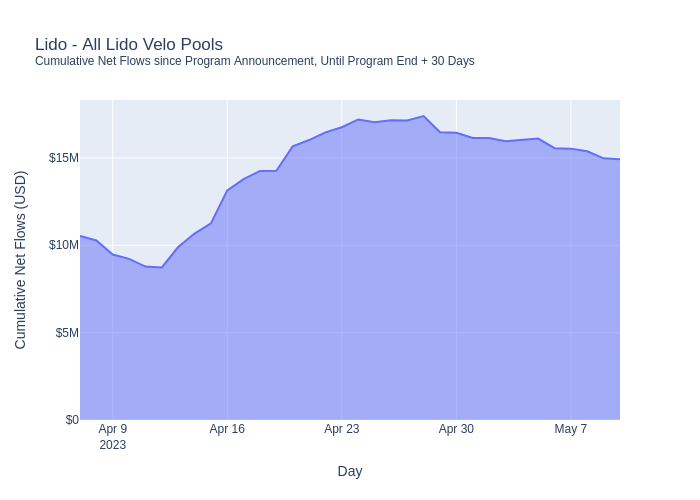 Lido - All Lido Velo Pools
Cumulative Net Flows since Program Announcement, Until Program End + 30 Days
Cumulative Net Flows (USD)
$15M
$10M
$5M
$0
Apr 9 Apr 16 Apr 23 Apr 30 May 7
2023
Day